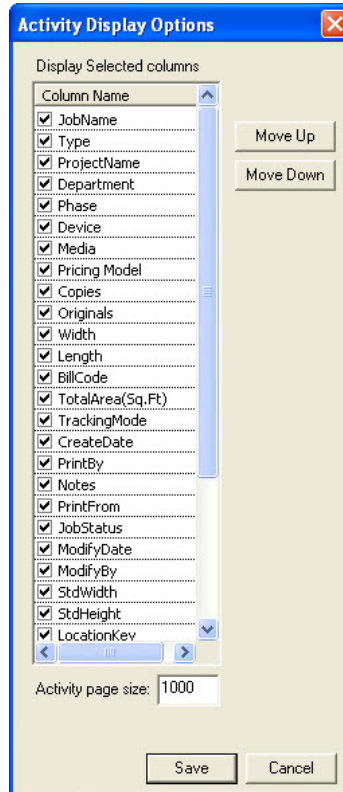 Activity Display Options
Display Selected columns
Column Name
JobName
Move Up
Type
ProjectName
Move Down
Department
Phase
Device
Media
Pricing Model
Copies
Originals
Width
Length
BillCode
TotalArea(Sq.Ft)
TrackingMode
CreateDate
PrintBy
Notes
PrintFrom
JobStatus
ModifyDate
ModifyBy
StdWidth
StdHeight
LocationKey
Activity page size: 1000
Save Cancel